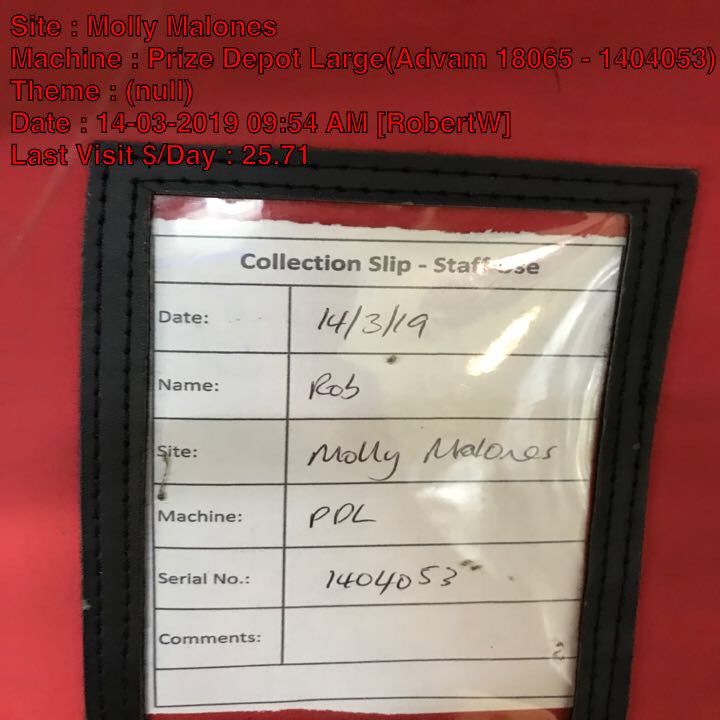 Site : Molly Malones
Machine : Prize Depot Large(Advam 18065 - 1404053)
Theme : (null)
Date : 14-03-2019 09:54 AM [RobertW]
Last Visit $/Day : 25.71
Collection Slip - Staff Use
Date: 14/3/19
Name: Rob
Site: Molly Malones
Machine: PDL
Serial No.: 1404053
Comments:
2